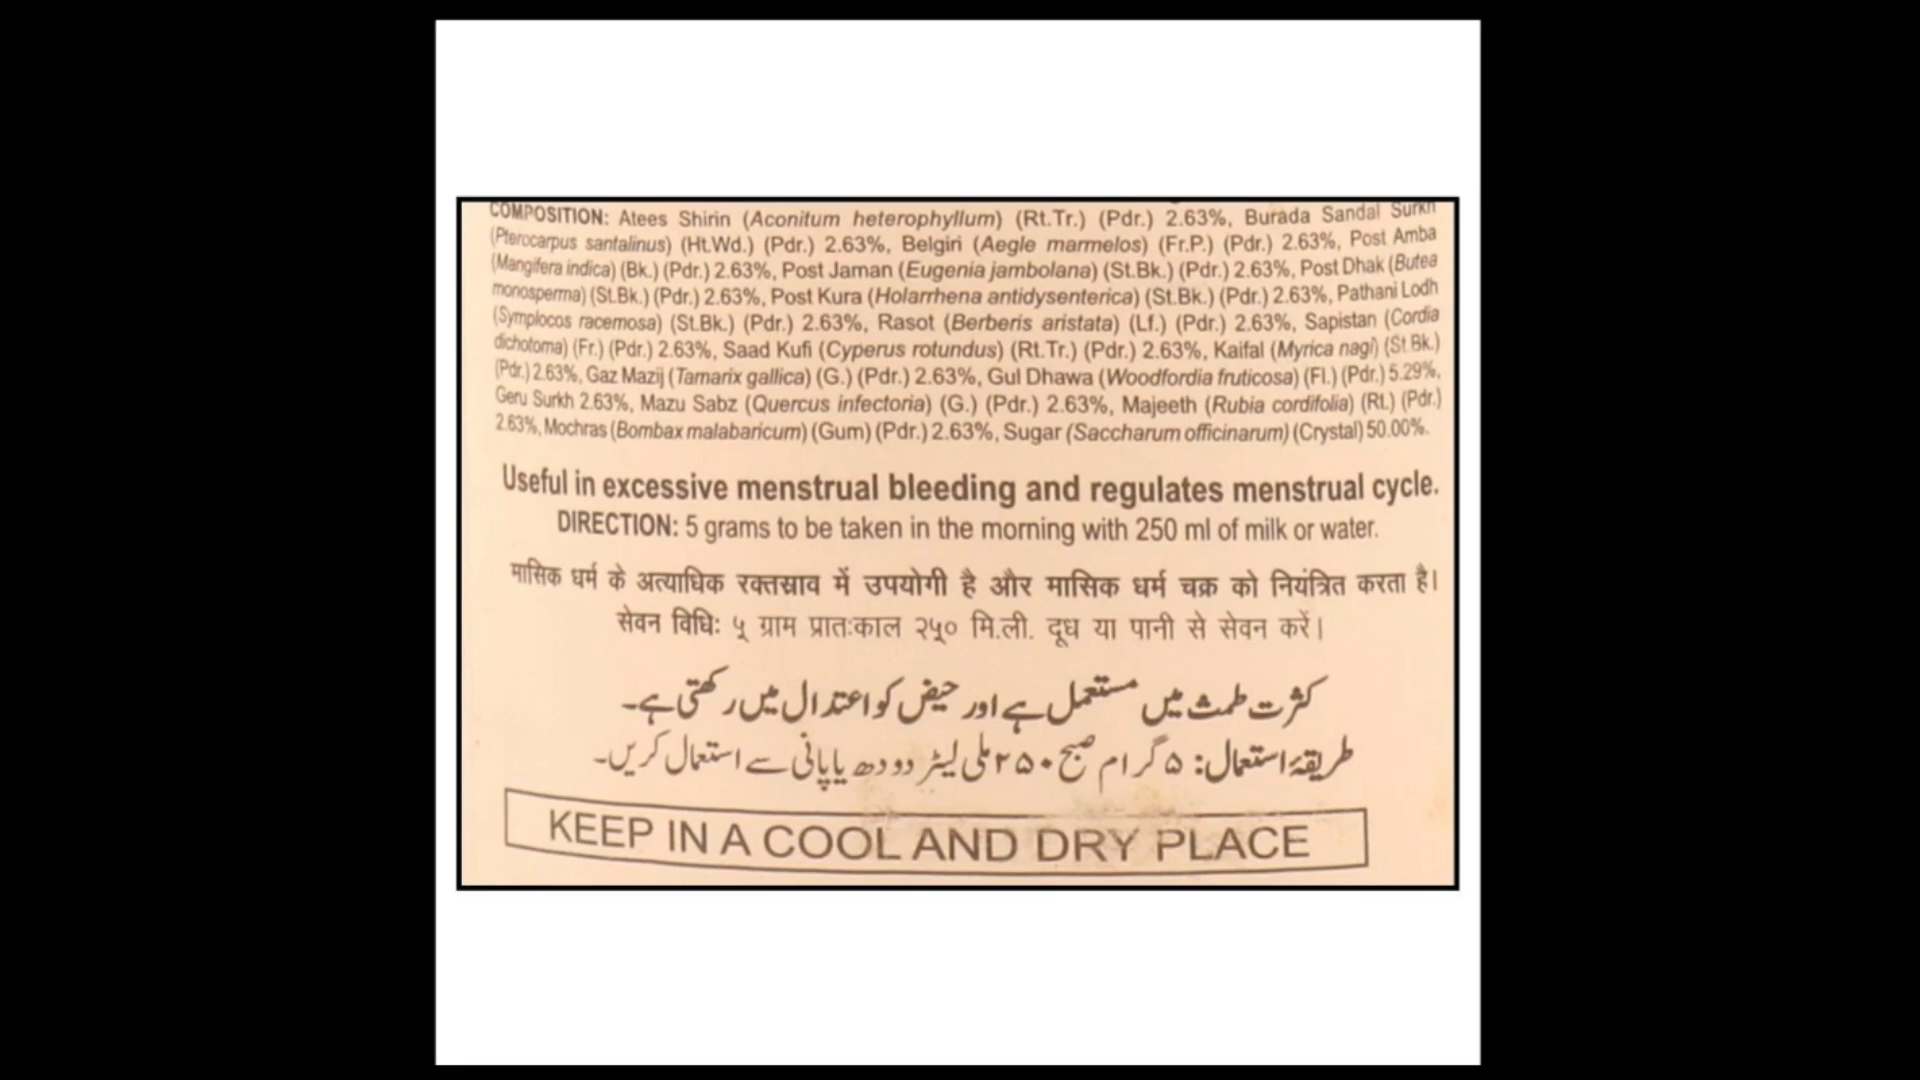 COMPOSITION: Atees Shirin (Aconitum heterophyllum) (Rt.Tr.) (Pdr.) 2.63%, Burada Sandal Surkh
(Pterocarpus santalinus) (Ht.Wd.) (Pdr.) 2.63%, Belgiri (Aegle marmelos) (Fr.P.) (Pdr.) 2.63%, Post Amba
(Mangifera indica) (Bk.) (Pdr.) 2.63%, Post Jaman (Eugenia jambolana) (St.Bk.) (Pdr.) 2.63%, Post Dhak (Butea
monosperma) (St.Bk.) (Pdr.) 2.63%, Post Kura (Holarrhena antidysenterica) (St.Bk.) (Pdr.) 2.63%, Pathani Lodh
(Symplocos racemosa) (St.Bk.) (Pdr.) 2.63%, Rasot (Berberis aristata) (Lf.) (Pdr.) 2.63%, Sapistan (Cordia
dichotoma) (Fr.) (Pdr.) 2.63%, Saad Kufi (Cyperus rotundus) (Rt.Tr.) (Pdr.) 2.63%, Kaifal (Myrica nagi) (St.Bk.)
(Pdr.) 2.63%, Gaz Mazij (Tamarix gallica) (G.) (Pdr.) 2.63%, Gul Dhawa (Woodfordia fruticosa) (Fl.) (Pdr.) 5.29%,
Geru Surkh 2.63%, Mazu Sabz (Quercus infectoria) (G.) (Pdr.) 2.63%, Majeeth (Rubia cordifolia) (Rt.) (Pdr.)
2.63%, Mochras (Bombax malabaricum) (Gum) (Pdr.) 2.63%, Sugar (Saccharum officinarum) (Crystal) 50.00%.
Useful in excessive menstrual bleeding and regulates menstrual cycle.
DIRECTION: 5 grams to be taken in the morning with 250 ml of milk or water.
मासिक धर्म के अत्याधिक रक्तस्राव में उपयोगी है और मासिक धर्म चक्र को नियंत्रित करता है।
सेवन विधिः ५ ग्राम प्रातःकाल २५० मि.ली. दूध या पानी से सेवन करें।
کثرت طمث میں مستعمل ہے اور حیض کو اعتدال میں رکھتی ہے۔
طریقۂ استعمال: ۵ گرام صبح ۲۵۰ ملی لیٹر دودھ یا پانی سے استعمال کریں۔
KEEP IN A COOL AND DRY PLACE